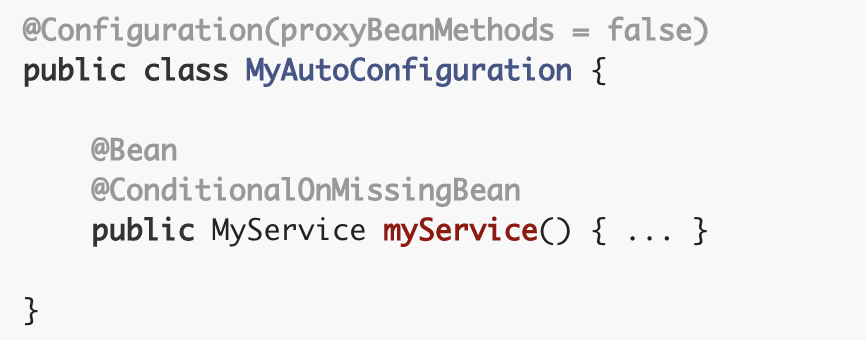 @Configuration(proxyBeanMethods = false)
public class MyAutoConfiguration {
@Bean
@ConditionalOnMissingBean
public MyService myService() { ... }
}